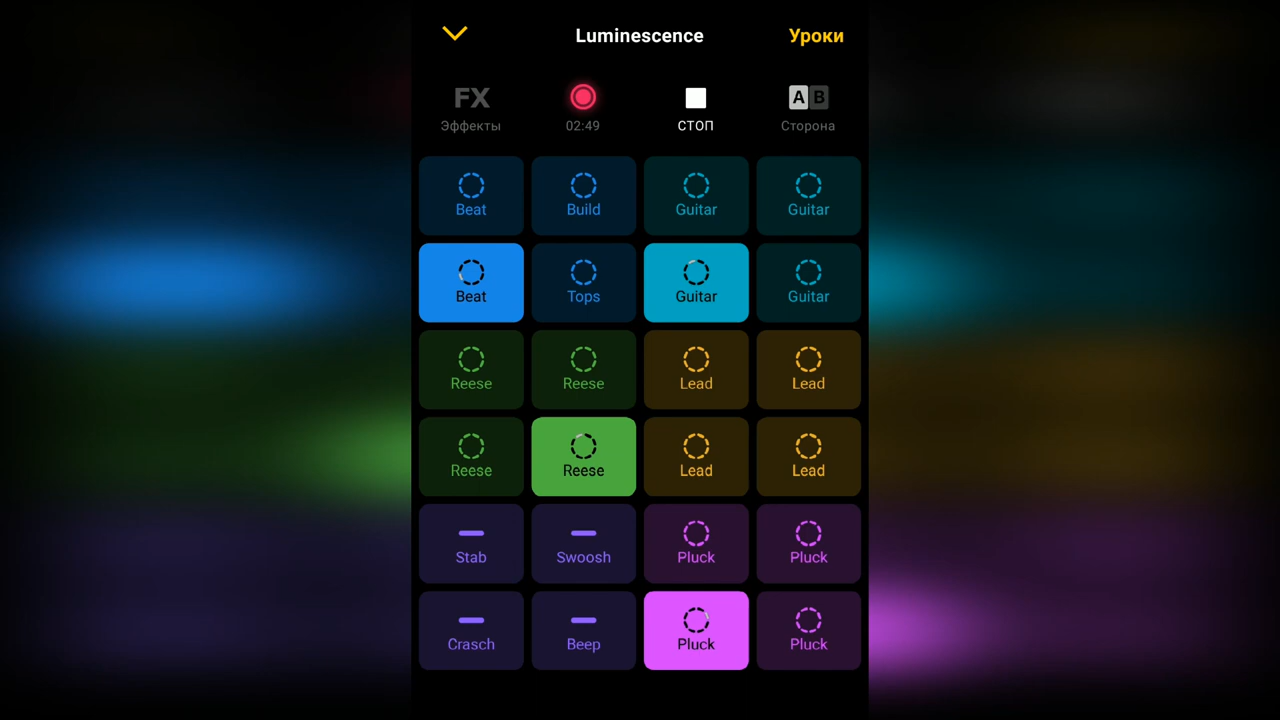 Luminescence Уроки
FX A B
Эффекты 02:49 СТОП Сторона
Beat Build Guitar Guitar
Beat Tops Guitar Guitar
Reese Reese Lead Lead
Reese Reese Lead Lead
Stab Swoosh Pluck Pluck
Crasch Beep Pluck Pluck